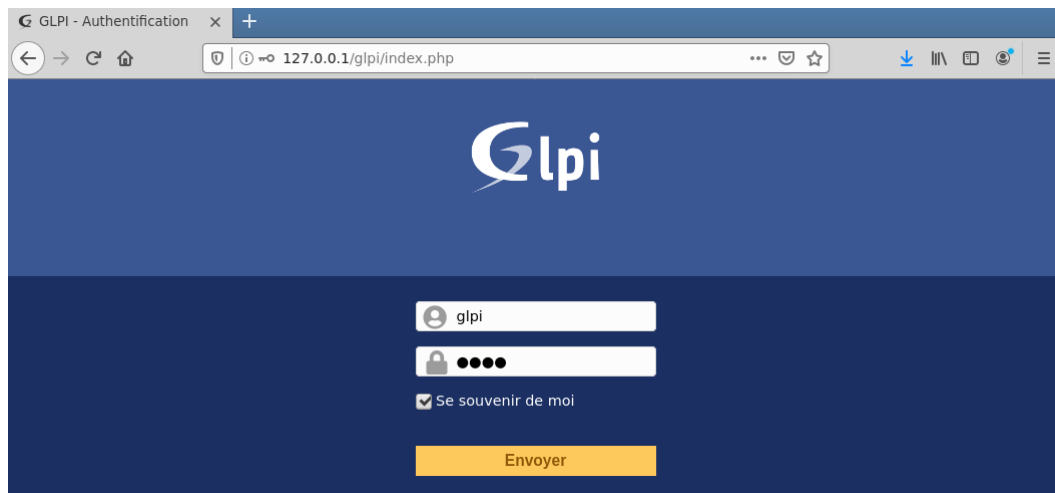 GLPI - Authentification
127.0.0.1/glpi/index.php
Glpi
glpi
●●●●
Se souvenir de moi
Envoyer